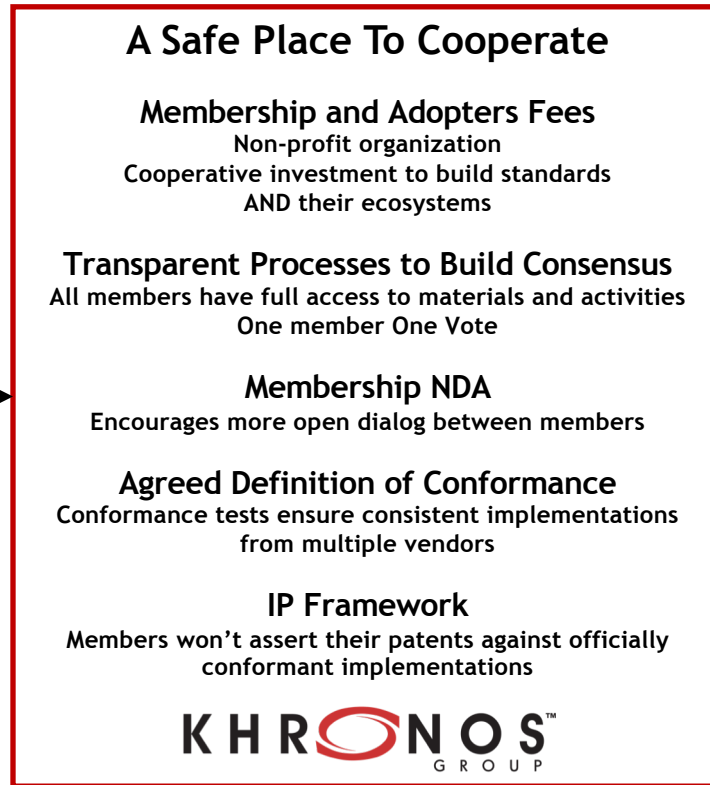 A Safe Place To Cooperate
Membership and Adopters Fees
Non-profit organization
Cooperative investment to build standards
AND their ecosystems
Transparent Processes to Build Consensus
All members have full access to materials and activities
One member One Vote
Membership NDA
Encourages more open dialog between members
Agreed Definition of Conformance
Conformance tests ensure consistent implementations
from multiple vendors
IP Framework
Members won’t assert their patents against officially
conformant implementations
KHRONOS™
GROUP